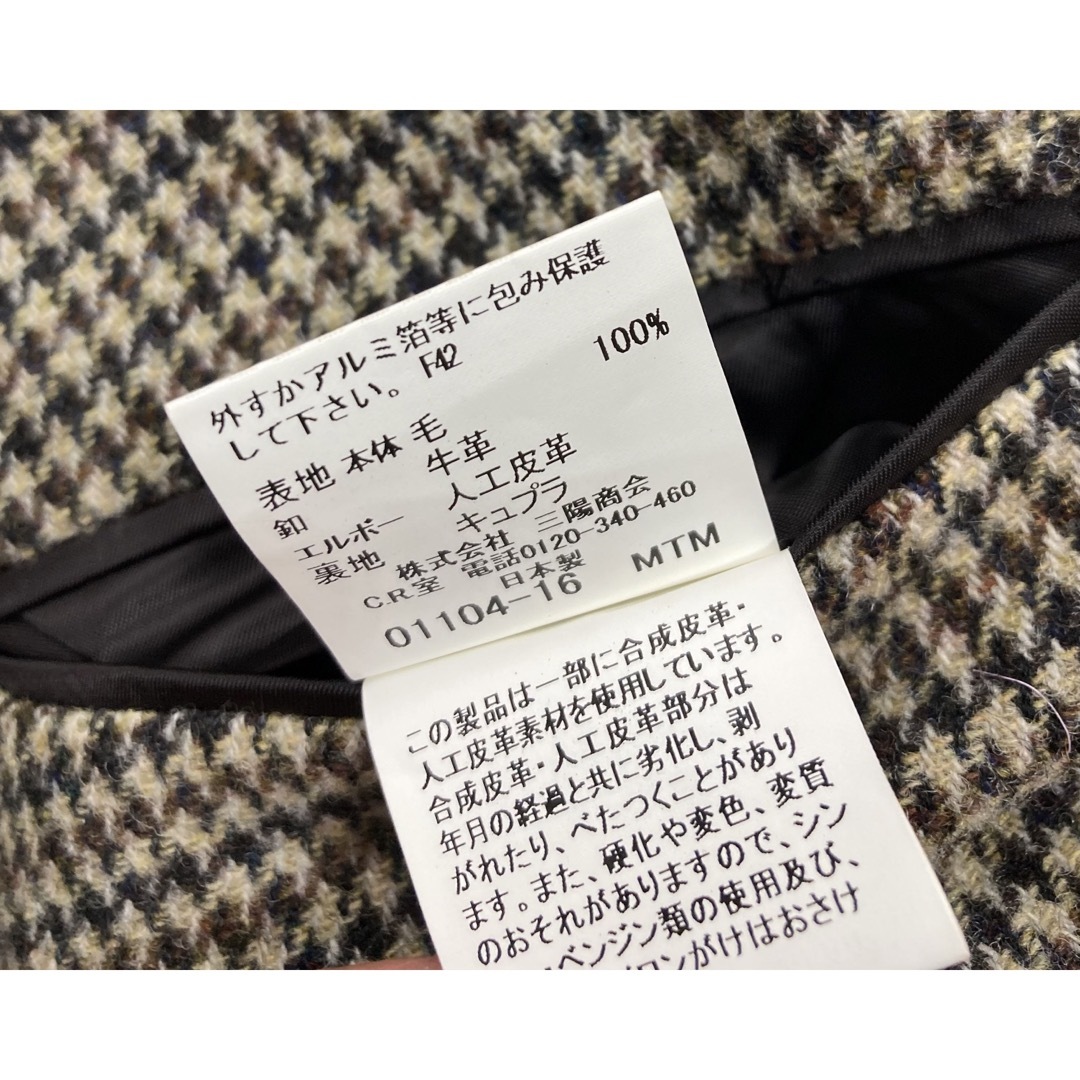 外すかアルミ箔等に包み保護
して下さい。 F42
表地 本体 毛 100%
釦 牛革
エルボー 人工皮革
裏地 キュプラ
株式会社 三陽商会
C.R.室 電話0120-340-460
日本製
01104-16 MTM
この製品は一部に合成皮革・
人工皮革素材を使用しています。
合成皮革・人工皮革部分は
年月の経過と共に劣化し、剥
がれたり、べたつくことがあり
ます。また、硬化や変色、変質
のおそれがありますので、シン
ベンジン類の使用及び、
ロンがけはおさけ